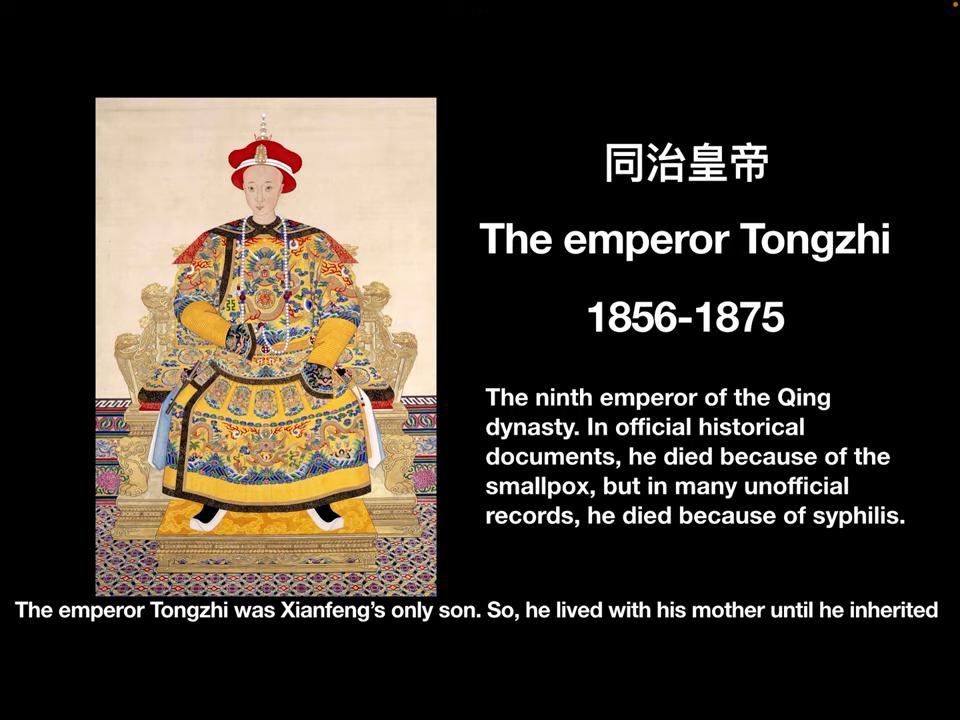 同治皇帝
The emperor Tongzhi
1856-1875
The ninth emperor of the Qing
dynasty. In official historical
documents, he died because of the
smallpox, but in many unofficial
records, he died because of syphilis.
The emperor Tongzhi was Xianfeng’s only son. So, he lived with his mother until he inherited